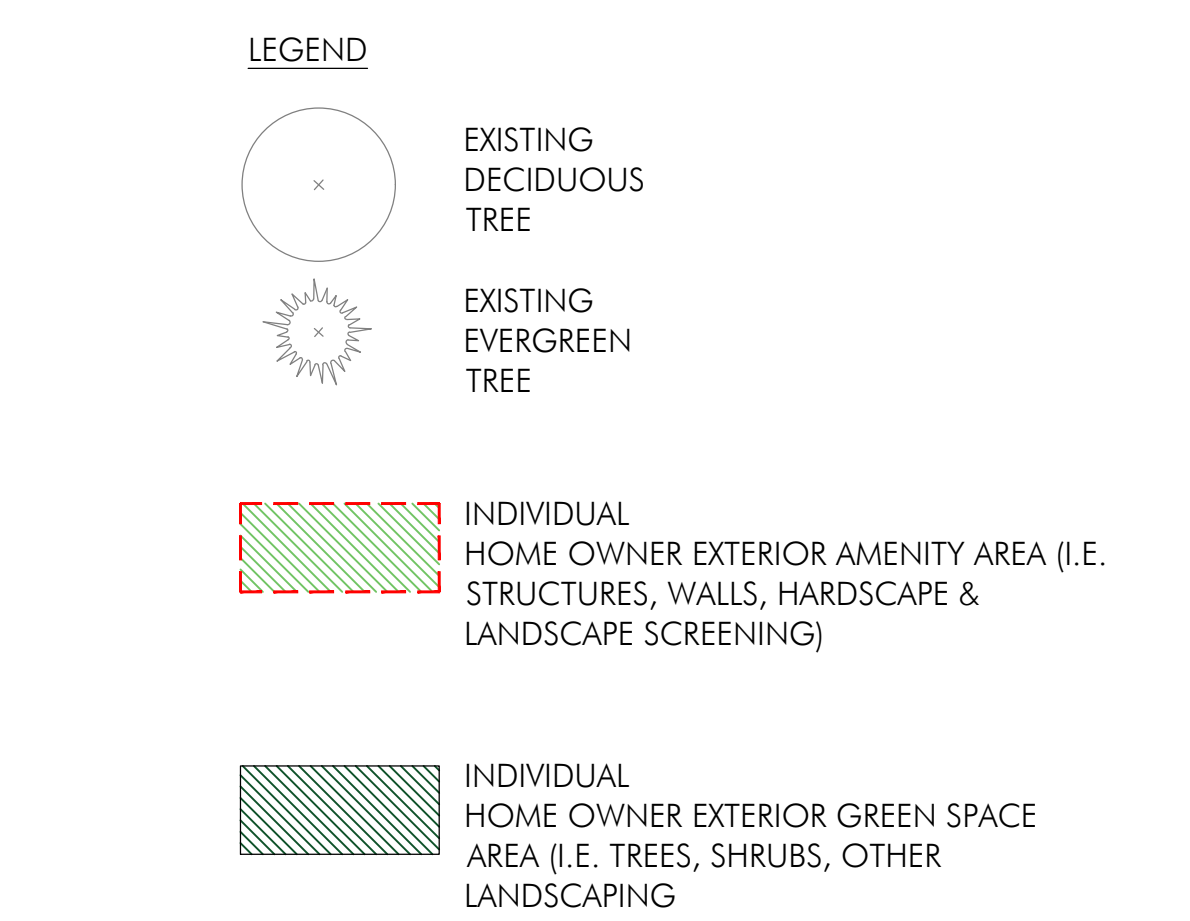 LEGEND
EXISTING
DECIDUOUS
TREE
EXISTING
EVERGREEN
TREE
INDIVIDUAL
HOME OWNER EXTERIOR AMENITY AREA (I.E.
STRUCTURES, WALLS, HARDSCAPE &
LANDSCAPE SCREENING)
INDIVIDUAL
HOME OWNER EXTERIOR GREEN SPACE
AREA (I.E. TREES, SHRUBS, OTHER
LANDSCAPING